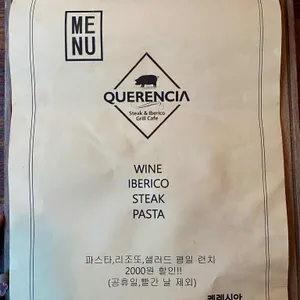 ME
NU
QUERENCIA
Steak & Iberico
Grill Cafe
WINE
IBERICO
STEAK
PASTA
파스타,리조또,샐러드 평일 런치
2000원 할인!!
(공휴일,빨간 날 제외)
케렌시아